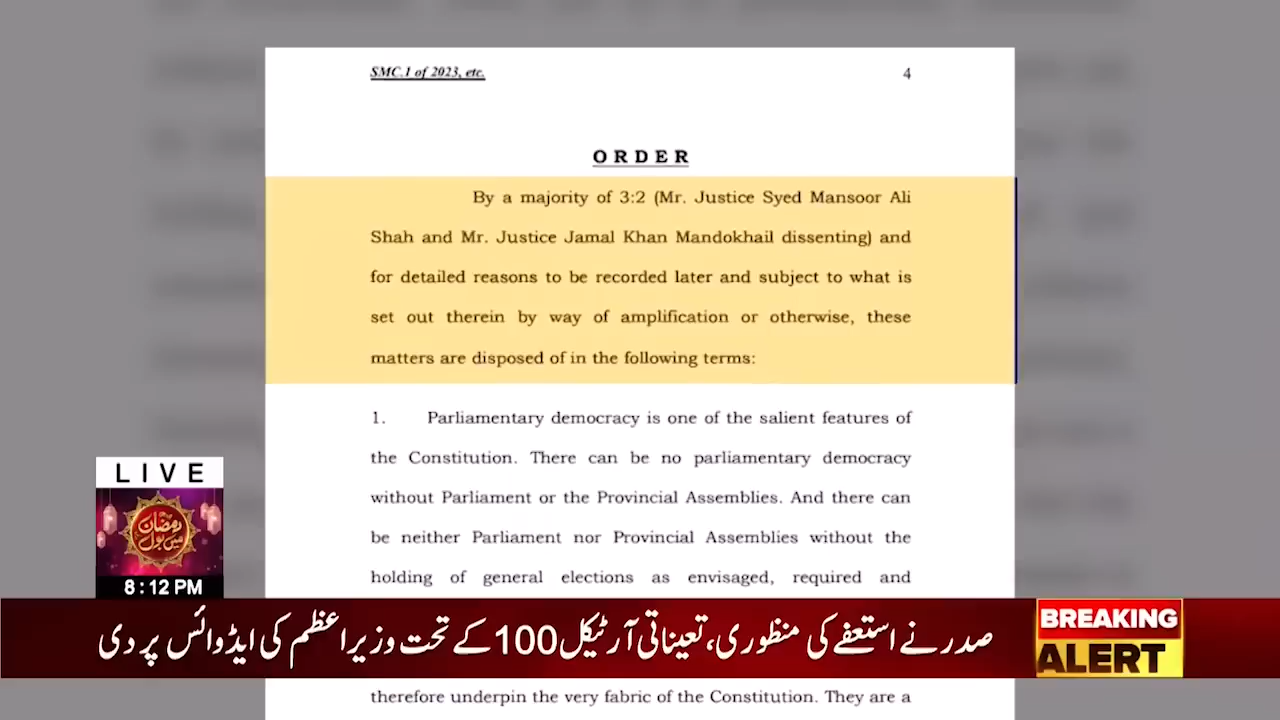 SMC.1 of 2023, etc.
4
ORDER
By a majority of 3:2 (Mr. Justice Syed Mansoor Ali
Shah and Mr. Justice Jamal Khan Mandokhail dissenting) and
for detailed reasons to be recorded later and subject to what is
set out therein by way of amplification or otherwise, these
matters are disposed of in the following terms:
1. Parliamentary democracy is one of the salient features of
the Constitution. There can be no parliamentary democracy
without Parliament or the Provincial Assemblies. And there can
be neither Parliament nor Provincial Assemblies without the
holding of general elections as envisaged, required and
LIVE
رمضان
میں بول
8:12 PM
صدر نے استعفے کی منظوری، تعیناتی آرٹیکل 100 کے تحت وزیراعظم کی ایڈوائس پر دی
BREAKING
ALERT
therefore underpin the very fabric of the Constitution. They are a